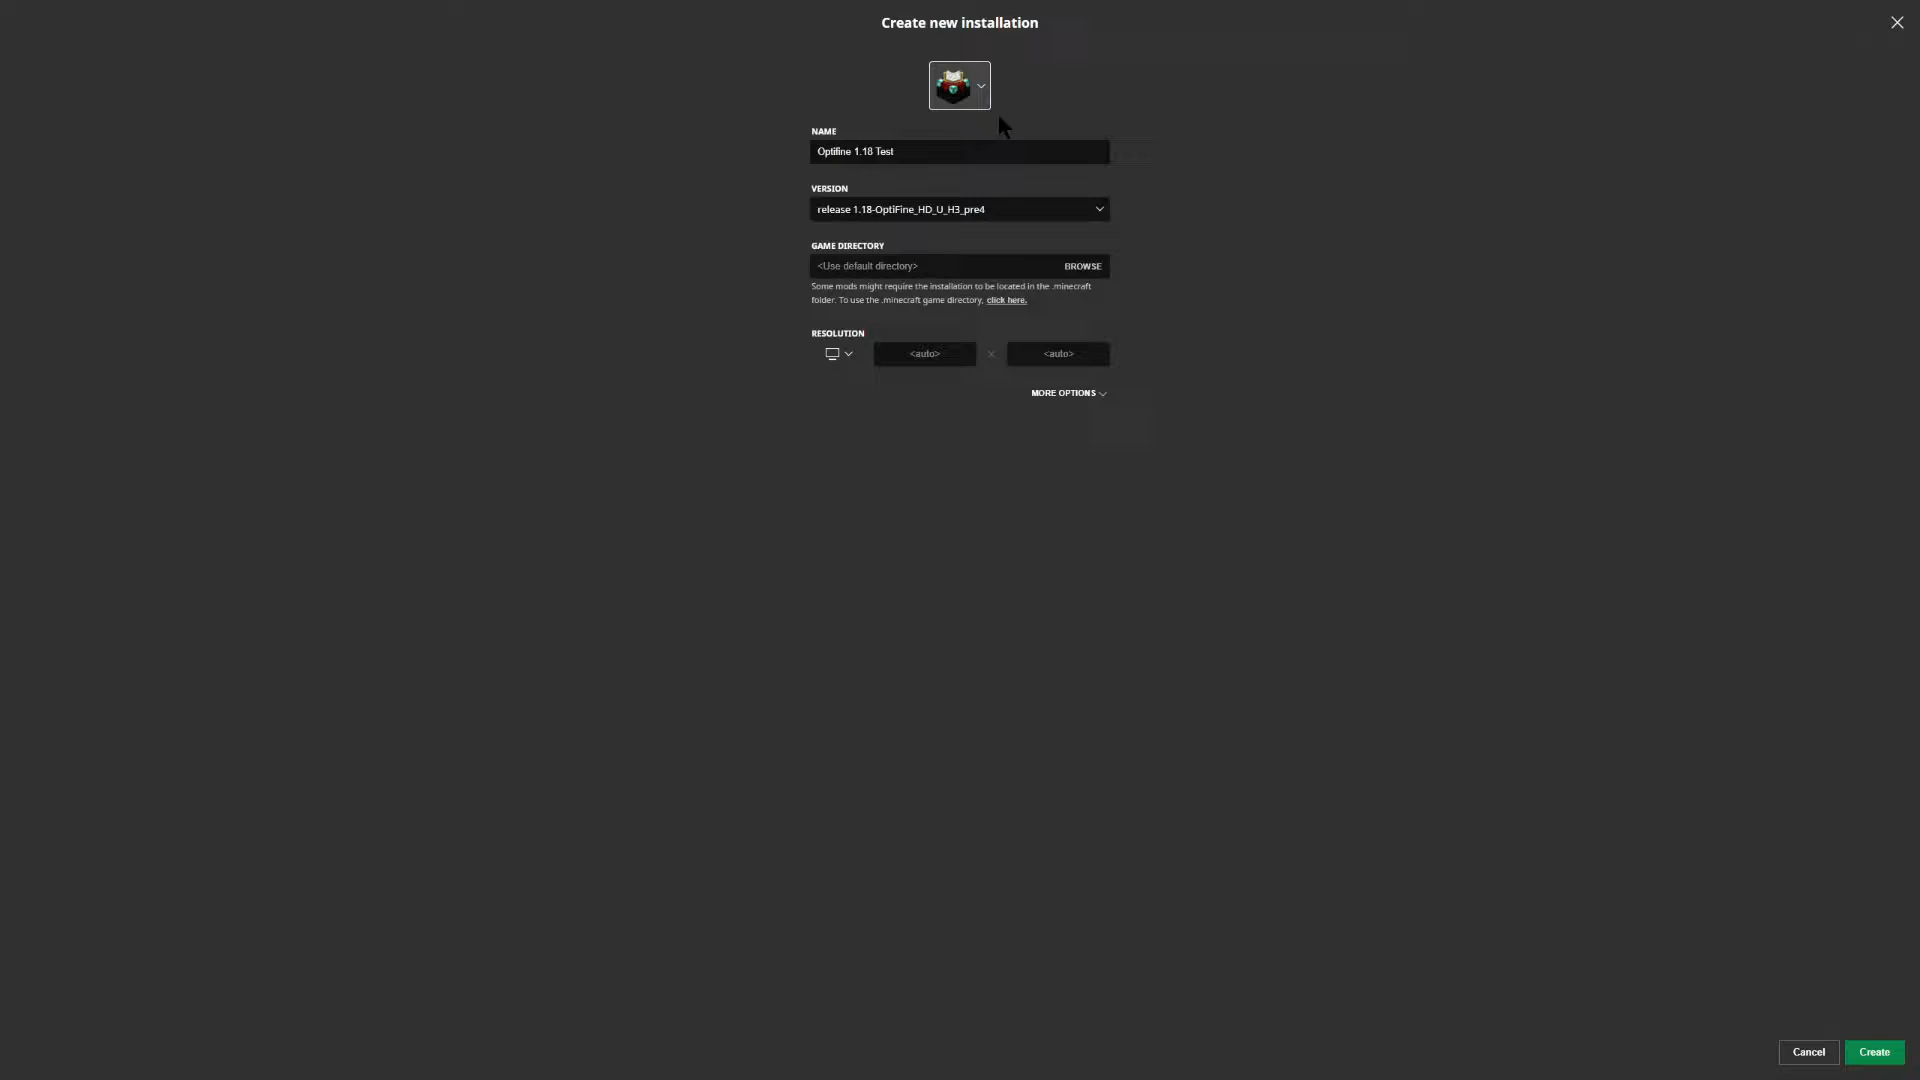 Create new installation
NAME
Optifine 1.18 Test
VERSION
release 1.18-OptiFine_HD_U_H3_pre4
GAME DIRECTORY
<Use default directory>
BROWSE
Some mods might require the installation to be located in the .minecraft
folder. To use the .minecraft game directory, click here.
RESOLUTION
<auto> × <auto>
MORE OPTIONS
Cancel
Create